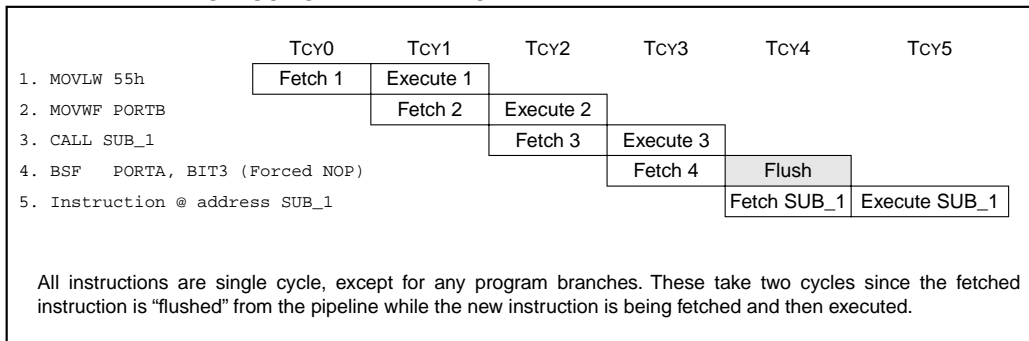 TCY0 TCY1 TCY2 TCY3 TCY4 TCY5
1. MOVLW 55h Fetch 1 Execute 1
2. MOVWF PORTB Fetch 2 Execute 2
3. CALL SUB_1 Fetch 3 Execute 3
4. BSF PORTA, BIT3 (Forced NOP) Fetch 4 Flush
5. Instruction @ address SUB_1 Fetch SUB_1 Execute SUB_1
All instructions are single cycle, except for any program branches. These take two cycles since the fetched
instruction is “flushed” from the pipeline while the new instruction is being fetched and then executed.